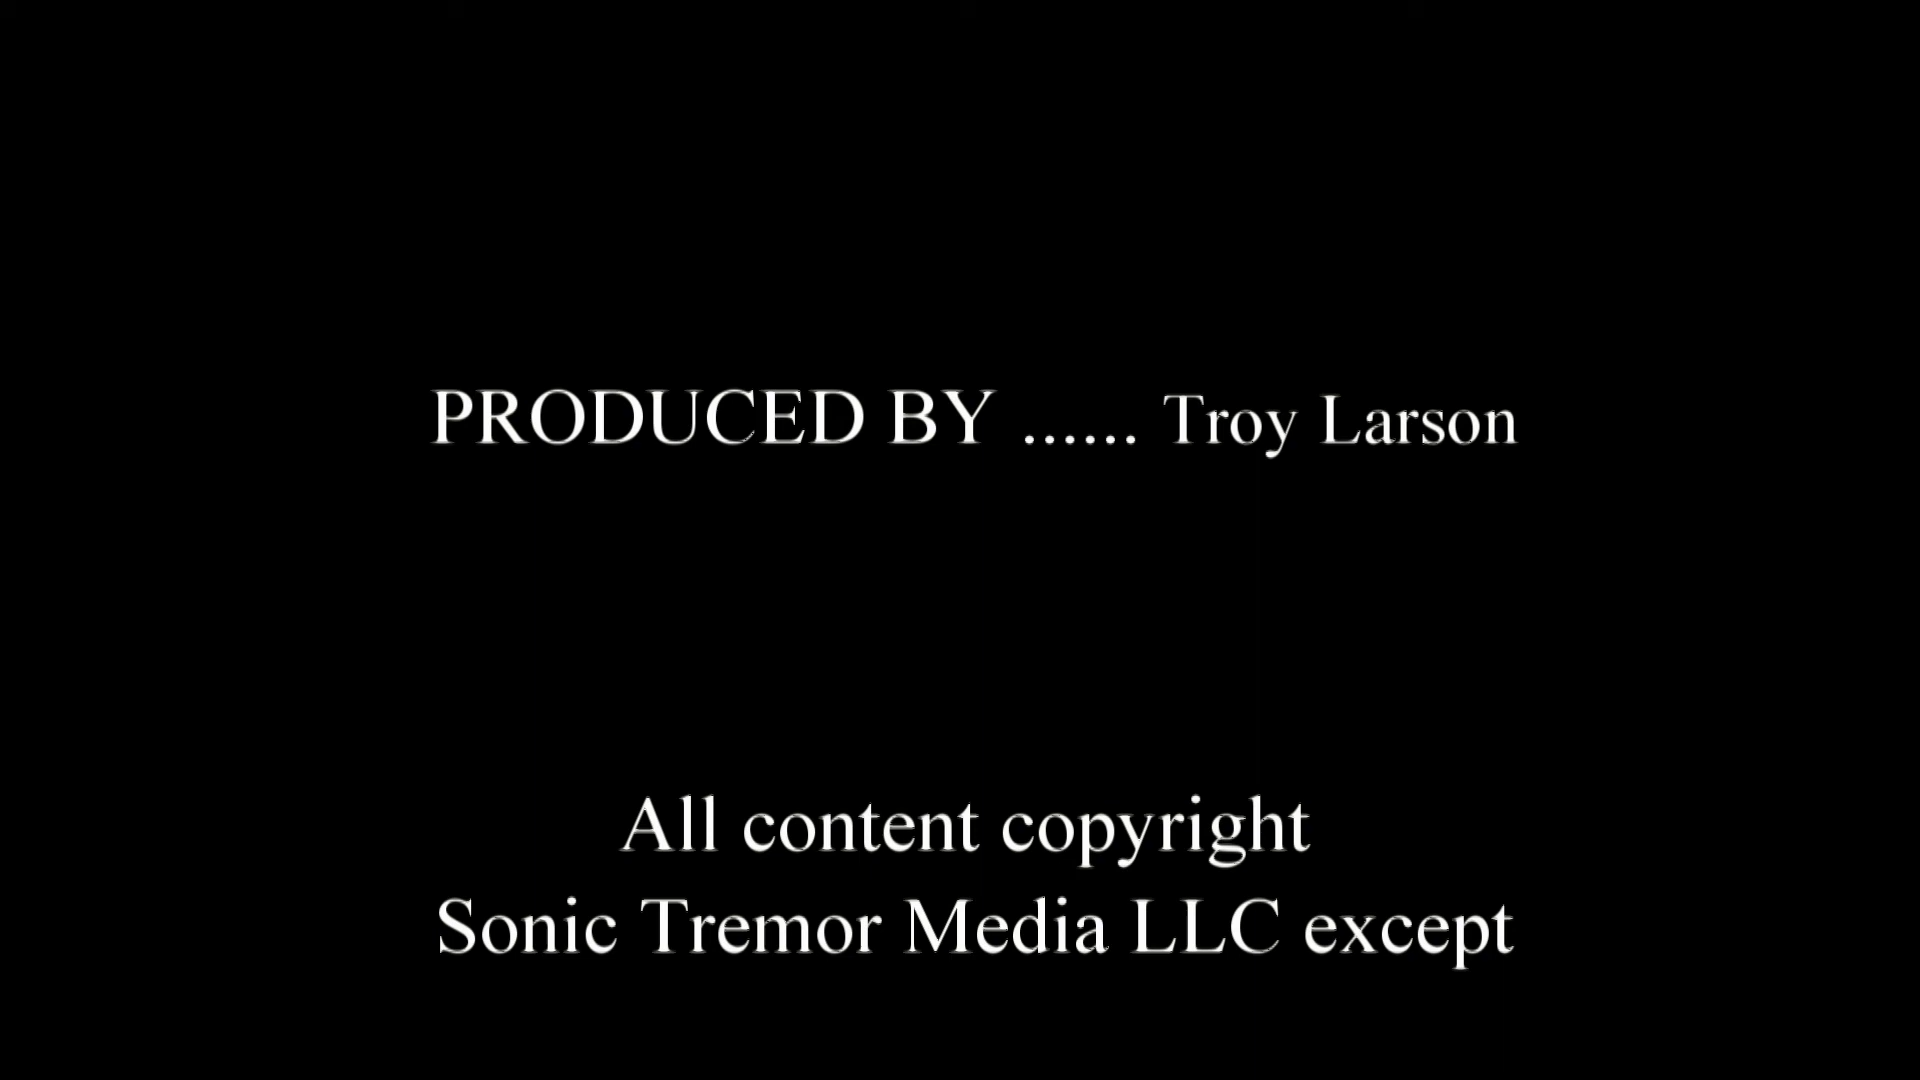 PRODUCED BY ...... Troy Larson
All content copyright
Sonic Tremor Media LLC except